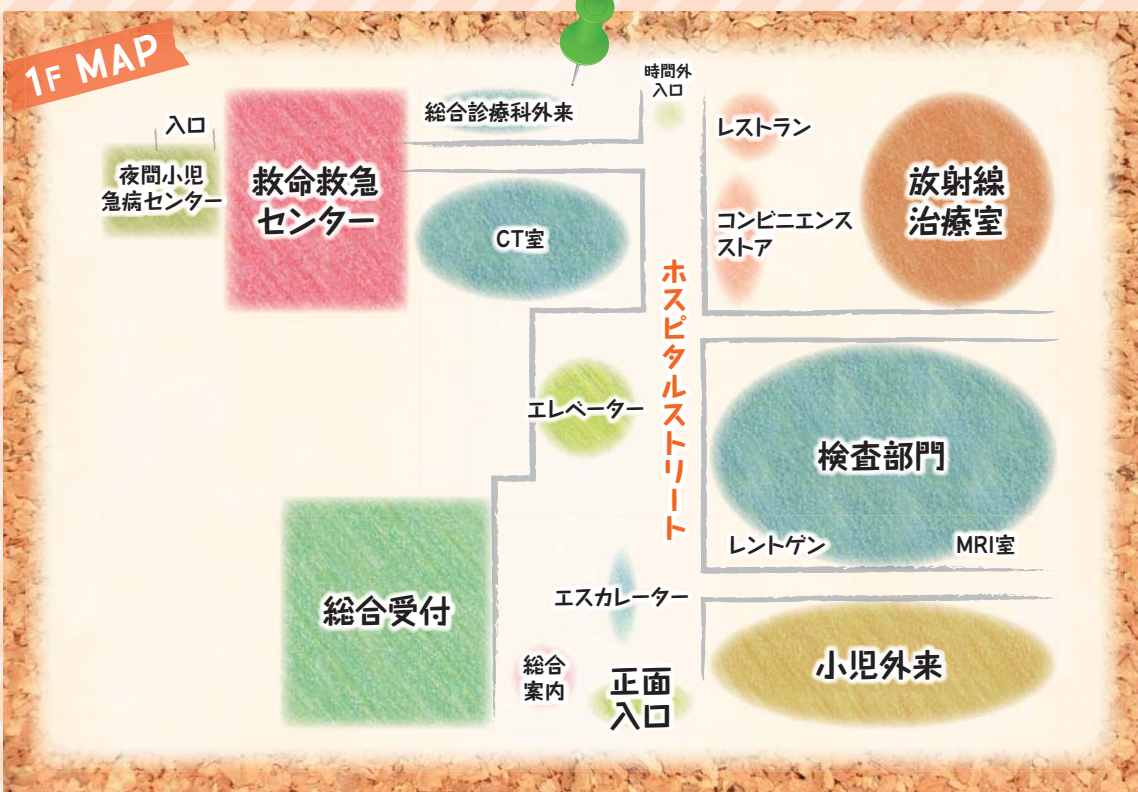 1F MAP
時間外
入口
総合診療科外来
入口
レストラン
夜間小児
急病センター
救命救急
センター
放射線
治療室
CT室
コンビニエンス
ストア
ホスピタルストリート
エレベーター
検査部門
レントゲン
MRI室
エスカレーター
総合受付
小児外来
総合
案内
正面
入口